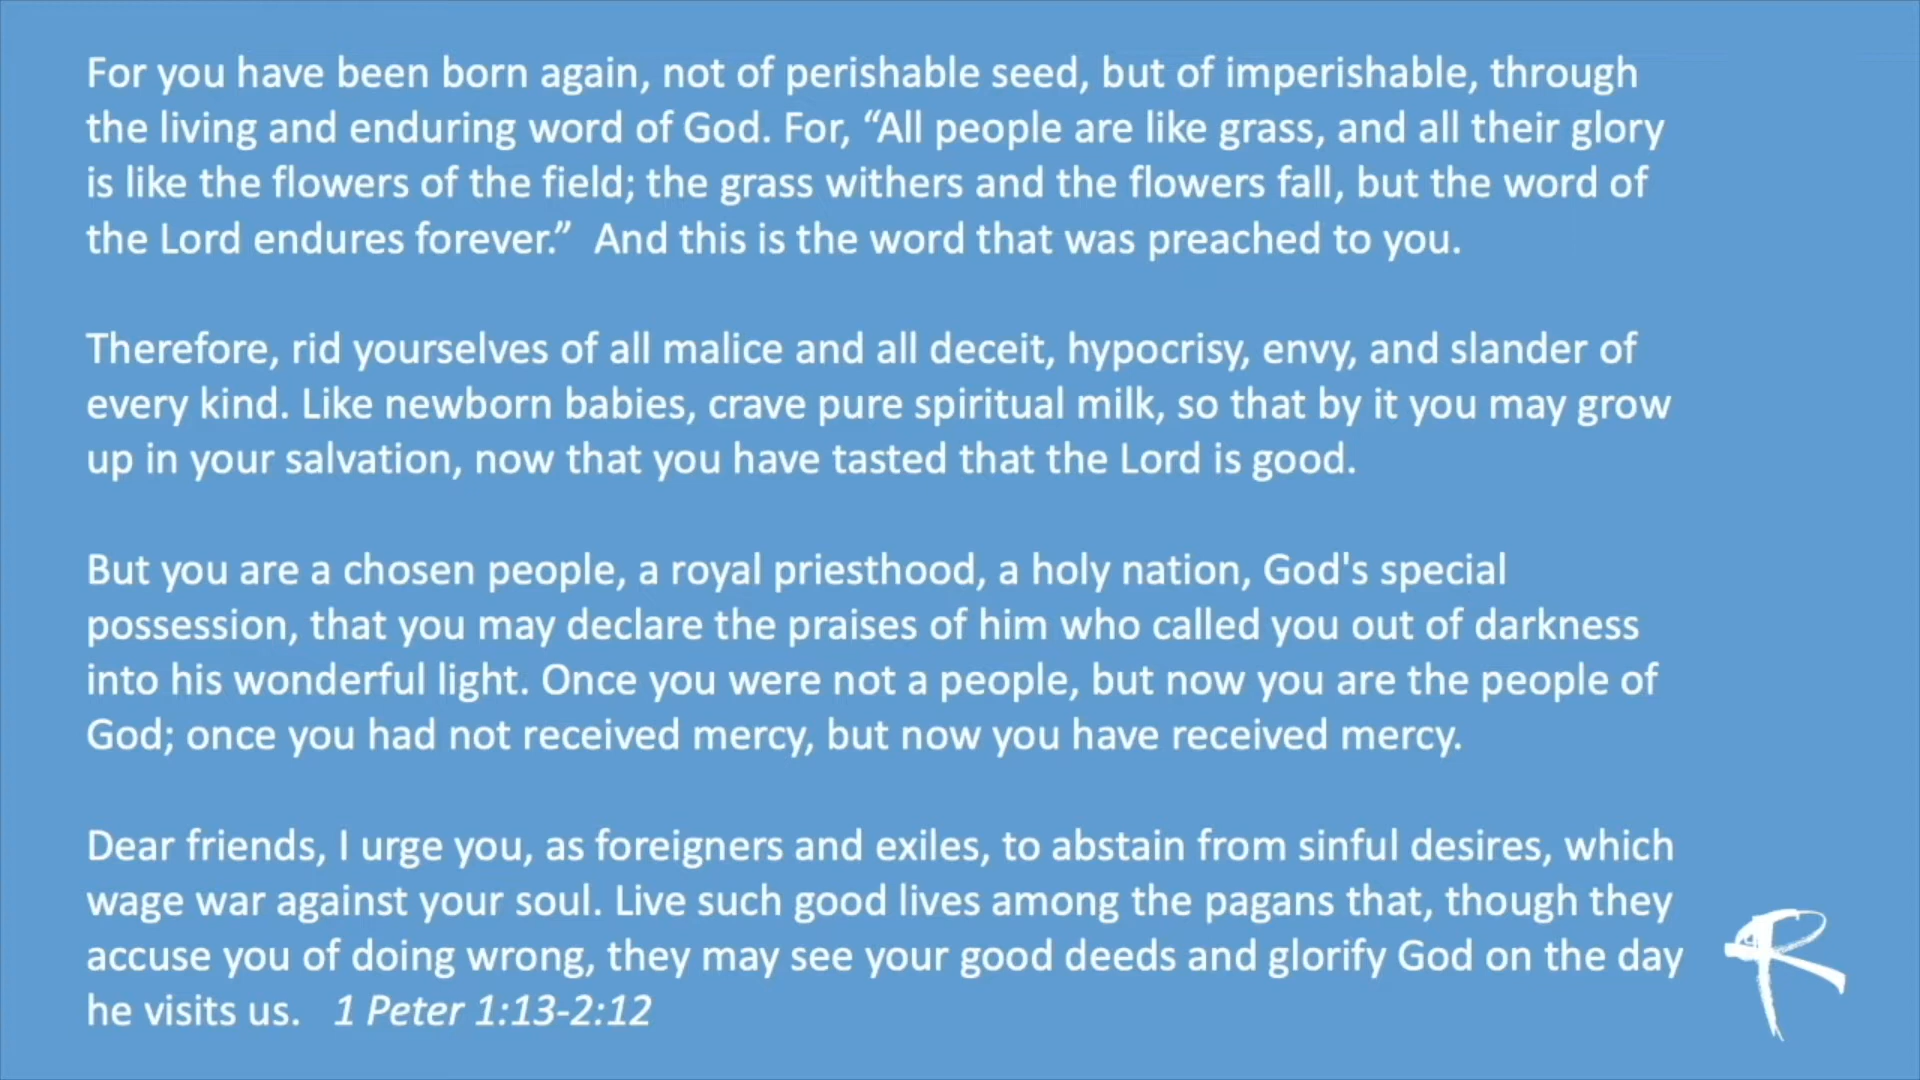 For you have been born again, not of perishable seed, but of imperishable, through
the living and enduring word of God. For, “All people are like grass, and all their glory
is like the flowers of the field; the grass withers and the flowers fall, but the word of
the Lord endures forever.” And this is the word that was preached to you.
Therefore, rid yourselves of all malice and all deceit, hypocrisy, envy, and slander of
every kind. Like newborn babies, crave pure spiritual milk, so that by it you may grow
up in your salvation, now that you have tasted that the Lord is good.
But you are a chosen people, a royal priesthood, a holy nation, God's special
possession, that you may declare the praises of him who called you out of darkness
into his wonderful light. Once you were not a people, but now you are the people of
God; once you had not received mercy, but now you have received mercy.
Dear friends, I urge you, as foreigners and exiles, to abstain from sinful desires, which
wage war against your soul. Live such good lives among the pagans that, though they
accuse you of doing wrong, they may see your good deeds and glorify God on the day
he visits us. 1 Peter 1:13-2:12
R